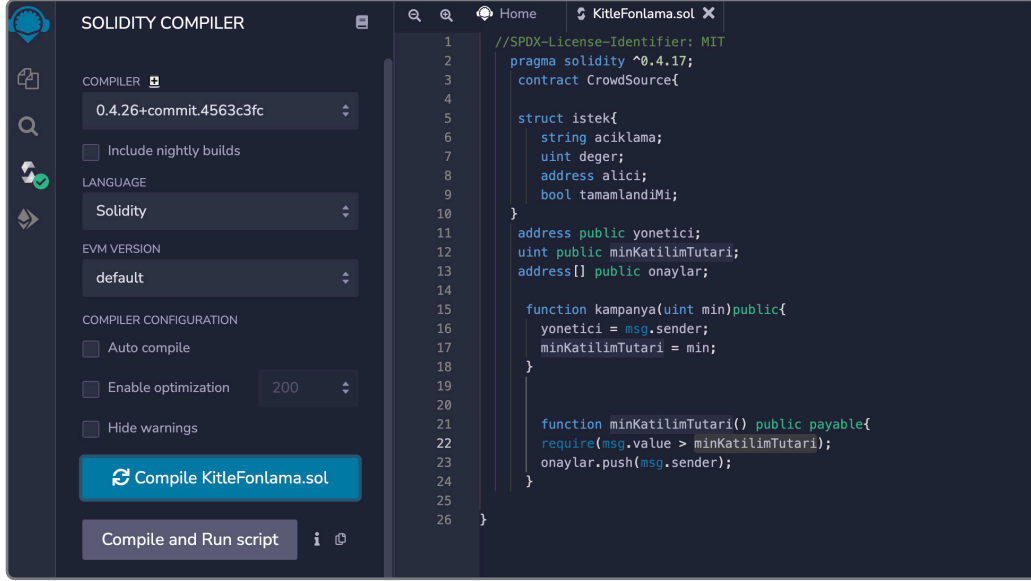 SOLIDITY COMPILER
COMPILER
0.4.26+commit.4563c3fc
Include nightly builds
LANGUAGE
Solidity
EVM VERSION
default
COMPILER CONFIGURATION
Auto compile
Enable optimization 200
Hide warnings
Compile KitleFonlama.sol
Compile and Run script
Home KitleFonlama.sol
1 //SPDX-License-Identifier: MIT
2 pragma solidity ^0.4.17;
3 contract CrowdSource{
4
5 struct istek{
6 string aciklama;
7 uint deger;
8 address alici;
9 bool tamamlandiMi;
10 }
11 address public yonetici;
12 uint public minKatilimTutari;
13 address[] public onaylar;
14
15 function kampanya(uint min)public{
16 yonetici = msg.sender;
17 minKatilimTutari = min;
18 }
19
20
21 function minKatilimTutari() public payable{
22 require(msg.value > minKatilimTutari);
23 onaylar.push(msg.sender);
24 }
25
26 }